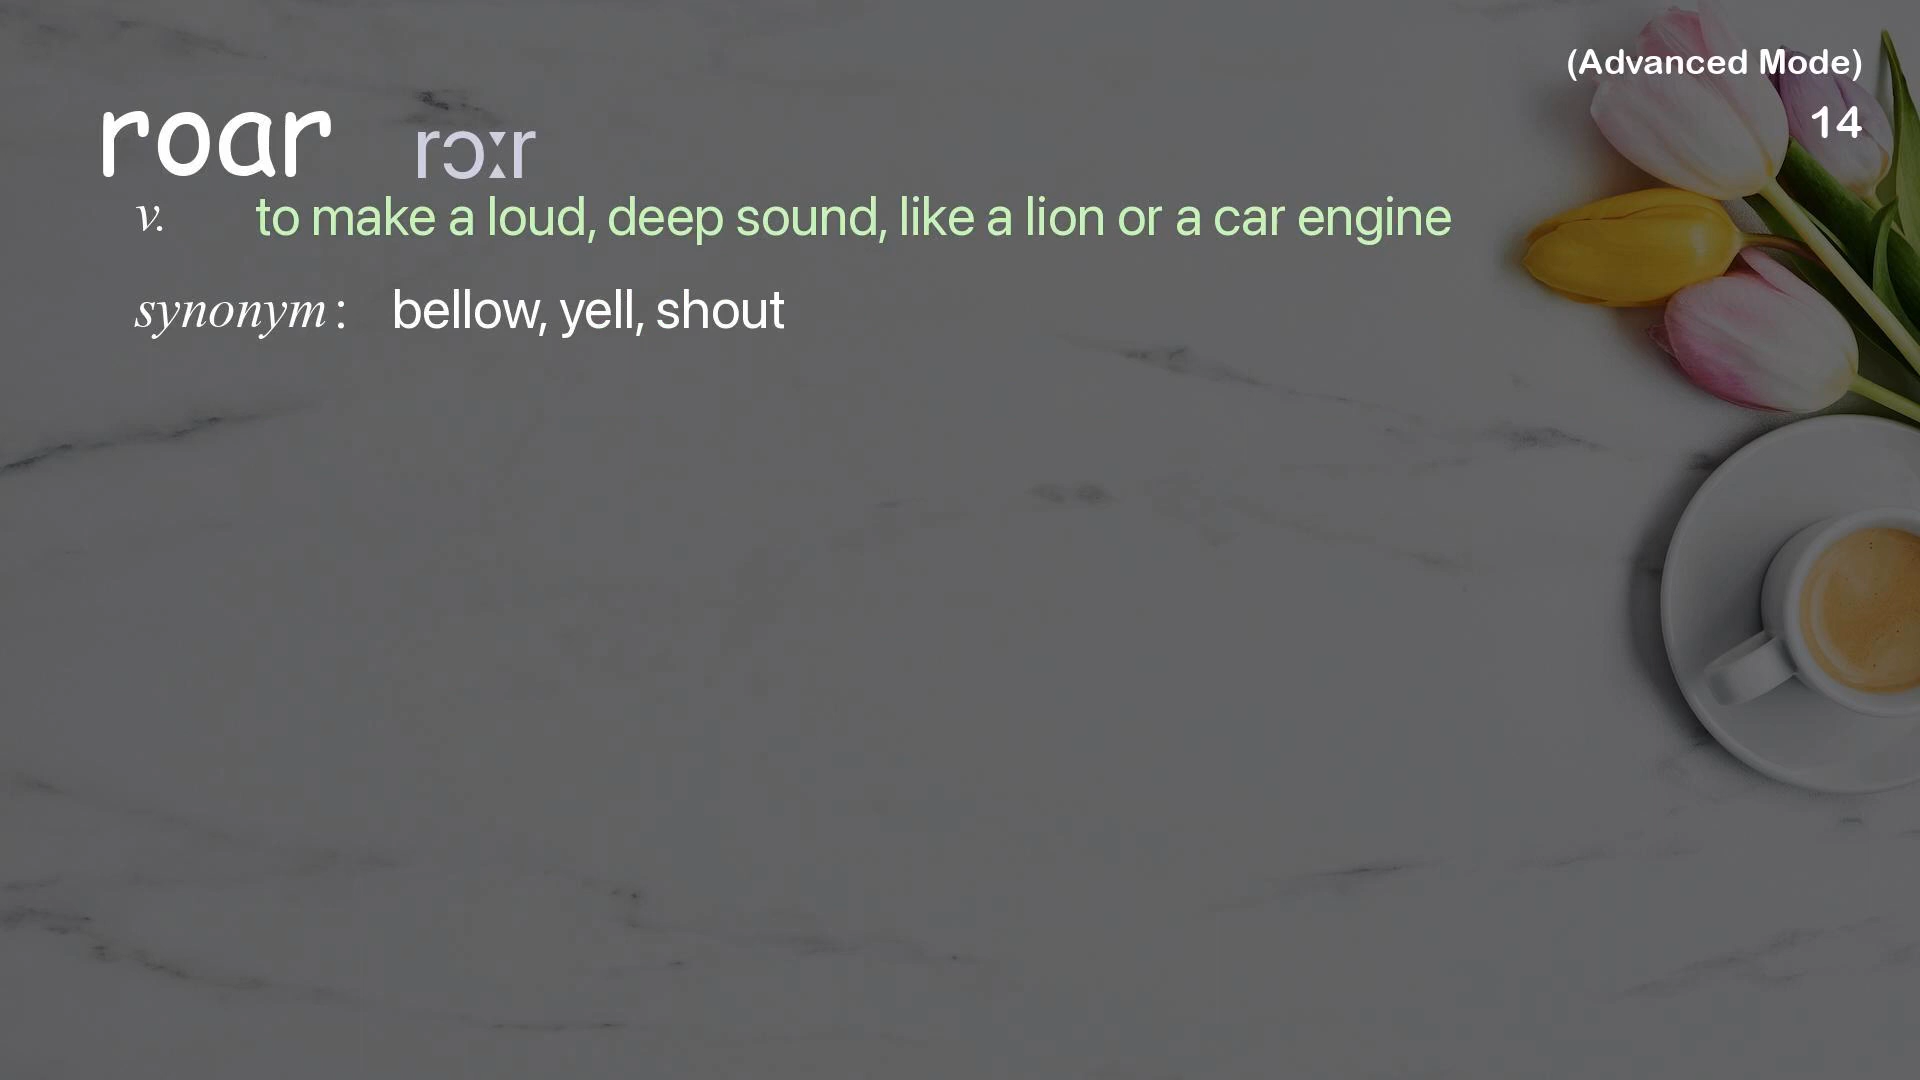 (Advanced Mode)
14
roar rɔːr
v. to make a loud, deep sound, like a lion or a car engine
synonym: bellow, yell, shout